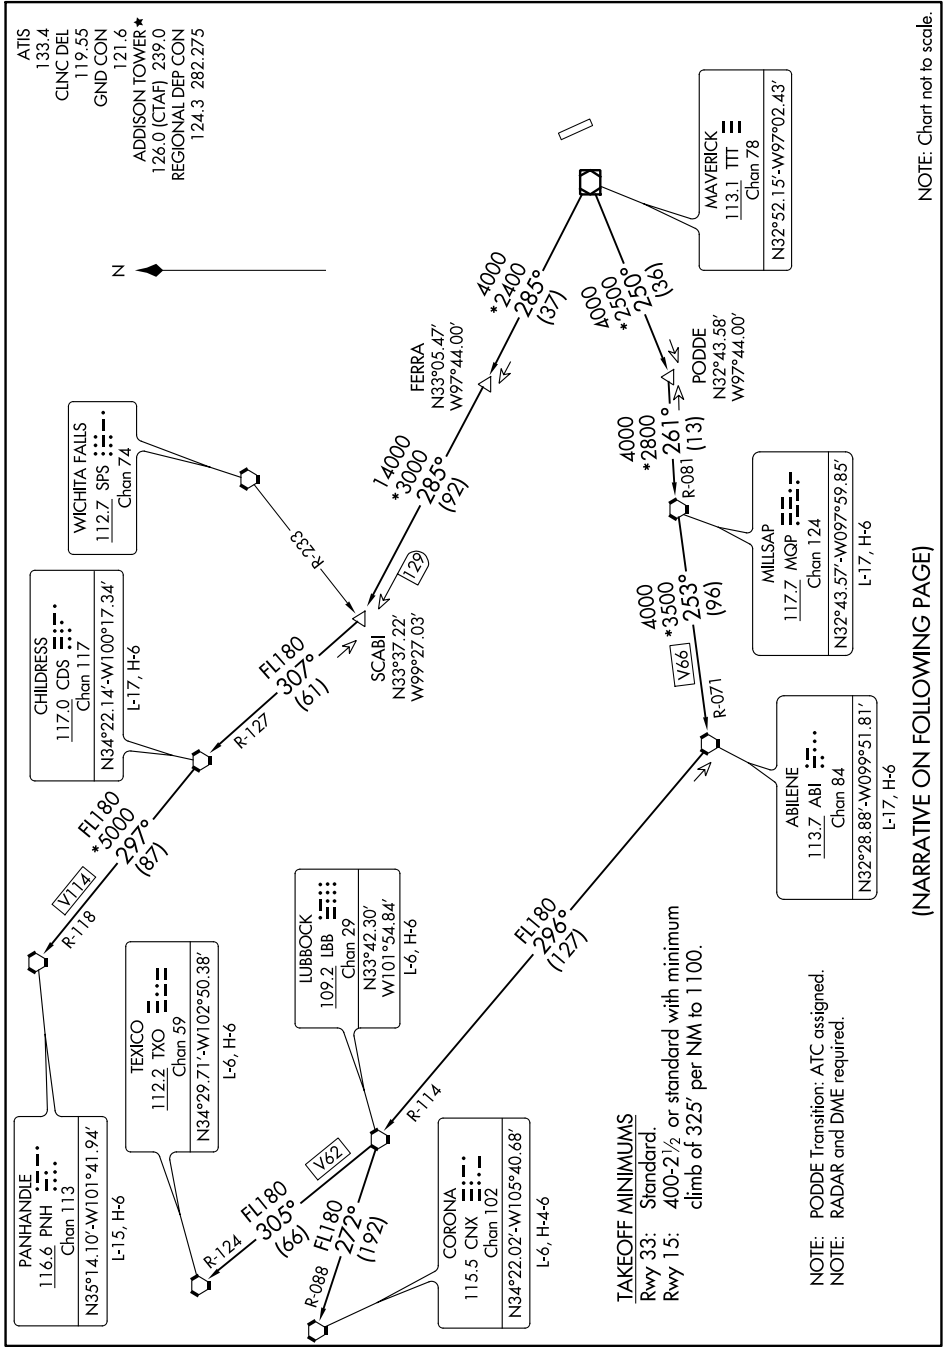 ATIS
133.4
CLNC DEL
119.55
GND CON
121.6
ADDISON TOWER★
126.0 (CTAF) 239.0
REGIONAL DEP CON
124.3 282.275
N
PANHANDLE
116.6 PNH
Chan 113
N35°14.10'-W101°41.94'
L-15, H-6
CHILDRESS
117.0 CDS
Chan 117
N34°22.14'-W100°17.34'
L-17, H-6
WICHITA FALLS
112.7 SPS
Chan 74
R-118
V114
FL180
*5000
297°
(87)
R-127
FL180
307°
(61)
R-233
SCABI
N33°37.22'
W99°27.03'
129
14000
*3000
285°
(92)
FERRA
N33°05.47'
W97°44.00'
4000
*2400
285°
(37)
TEXICO
112.2 TXO
Chan 59
N34°29.71'-W102°50.38'
L-6, H-6
LUBBOCK
109.2 LBB
Chan 29
N33°42.30'
W101°54.84'
L-6, H-6
R-124
FL180
305°
(66)
V62
R-088
FL180
272°
(192)
CORONA
115.5 CNX
Chan 102
N34°22.02'-W105°40.68'
L-6, H-4-6
R-114
FL180
296°
(127)
ABILENE
113.7 ABI
Chan 84
N32°28.88'-W099°51.81'
L-17, H-6
R-071
V66
4000
*3500
253°
(96)
MILLSAP
117.7 MQP
Chan 124
N32°43.57'-W097°59.85'
L-17, H-6
R-081
4000
*2800
261°
(13)
PODDE
N32°43.58'
W97°44.00'
4000
*2500
250°
(36)
MAVERICK
113.1 TTT
Chan 78
N32°52.15'-W97°02.43'
TAKEOFF MINIMUMS
Rwy 33: Standard.
Rwy 15: 400-2½ or standard with minimum
climb of 325' per NM to 1100.
NOTE: PODDE Transition: ATC assigned.
NOTE: RADAR and DME required.
NOTE: Chart not to scale.
(NARRATIVE ON FOLLOWING PAGE)